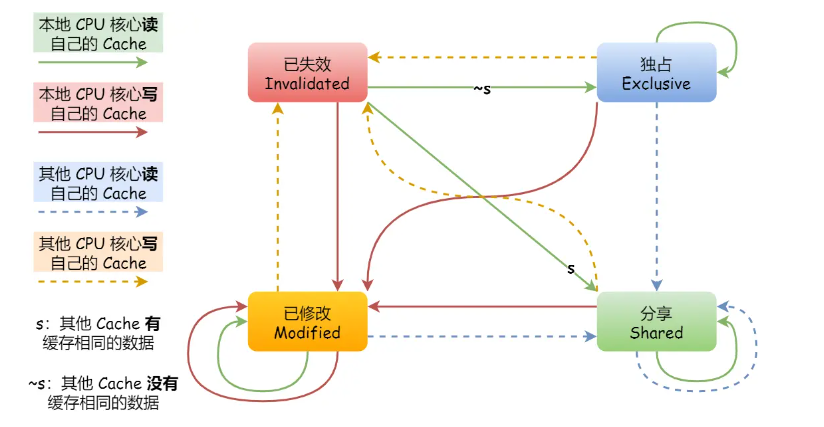 本地 CPU 核心读
自己的 Cache
本地 CPU 核心写
自己的 Cache
其他 CPU 核心读
自己的 Cache
其他 CPU 核心写
自己的 Cache
s：其他 Cache 有
缓存相同的数据
~s：其他 Cache 没有
缓存相同的数据
已失效
Invalidated
独占
Exclusive
~s
s
已修改
Modified
分享
Shared